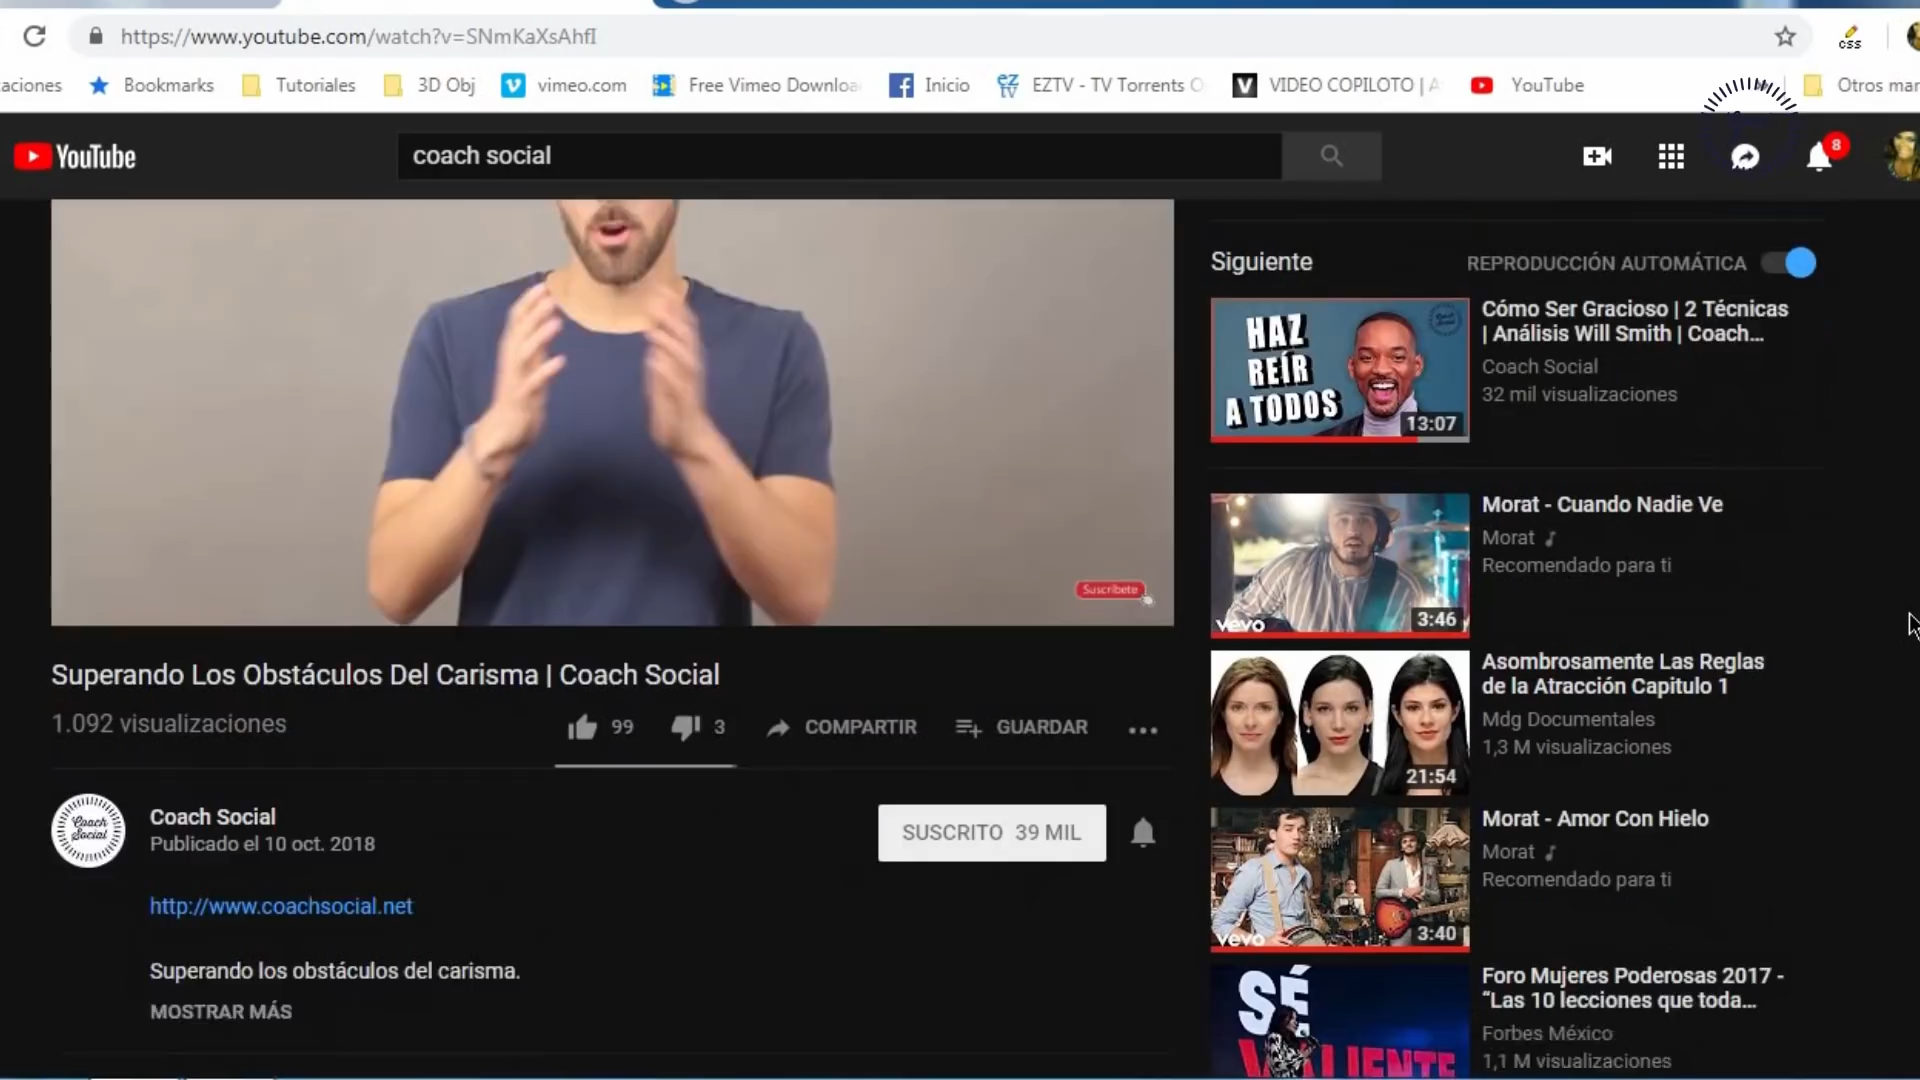 https://www.youtube.com/watch?v=SNmKaXsAhfI
css
caciones
Bookmarks
Tutoriales
3D Obj
vimeo.com
Free Vimeo Downloa
Inicio
EZTV - TV Torrents O
VIDEO COPILOTO | A
YouTube
Otros mar
YouTube
coach social
8
Suscríbete
Superando Los Obstáculos Del Carisma | Coach Social
1.092 visualizaciones
99
3
COMPARTIR
GUARDAR
Coach Social
Coach Social
Publicado el 10 oct. 2018
SUSCRITO 39 MIL
http://www.coachsocial.net
Superando los obstáculos del carisma.
MOSTRAR MÁS
Siguiente
REPRODUCCIÓN AUTOMÁTICA
HAZ
REÍR
A TODOS
13:07
Cómo Ser Gracioso | 2 Técnicas
| Análisis Will Smith | Coach...
Coach Social
32 mil visualizaciones
vevo
3:46
Morat - Cuando Nadie Ve
Morat
Recomendado para ti
21:54
Asombrosamente Las Reglas
de la Atracción Capitulo 1
Mdg Documentales
1,3 M visualizaciones
vevo
3:40
Morat - Amor Con Hielo
Morat
Recomendado para ti
SÉ
VALIENTE
Foro Mujeres Poderosas 2017 -
“Las 10 lecciones que toda...
Forbes México
1,1 M visualizaciones